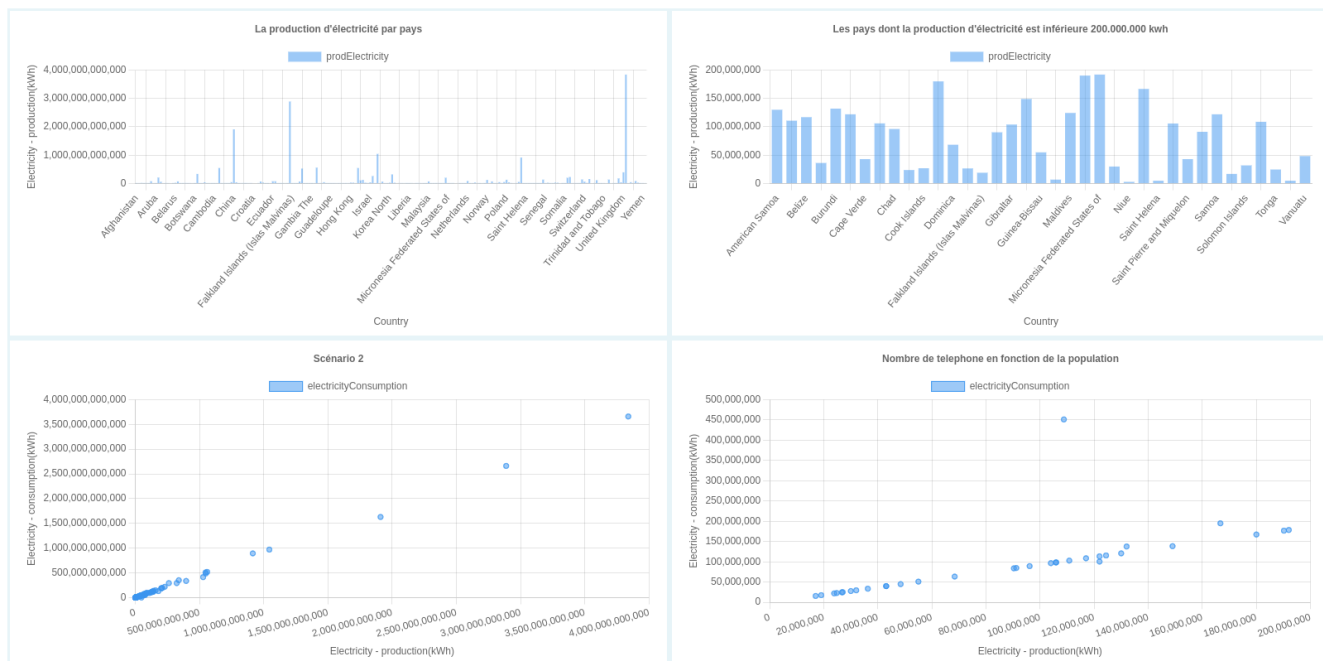 La production d'électricité par pays
prodElectricity
Electricity - production(kWh)
4,000,000,000,000
3,000,000,000,000
2,000,000,000,000
1,000,000,000,000
0
Afghanistan
Aruba
Belarus
Botswana
Cambodia
China
Croatia
Ecuador
Falkland Islands (Islas Malvinas)
Gambia The
Guadeloupe
Hong Kong
Israel
Korea North
Liberia
Malaysia
Micronesia Federated States of
Netherlands
Norway
Poland
Saint Helena
Senegal
Somalia
Switzerland
Trinidad and Tobago
United Kingdom
Yemen
Country
Les pays dont la production d'électricité est inférieure 200.000.000 kwh
prodElectricity
Electricity - production(kWh)
200,000,000
150,000,000
100,000,000
50,000,000
0
American Samoa
Belize
Burundi
Cape Verde
Chad
Cook Islands
Dominica
Falkland Islands (Islas Malvinas)
Gibraltar
Guinea-Bissau
Maldives
Micronesia Federated States of
Niue
Saint Helena
Saint Pierre and Miquelon
Samoa
Solomon Islands
Tonga
Vanuatu
Country
Scénario 2
electricityConsumption
Electricity - consumption(kWh)
4,000,000,000,000
3,500,000,000,000
3,000,000,000,000
2,500,000,000,000
2,000,000,000,000
1,500,000,000,000
1,000,000,000,000
500,000,000,000
0
0
500,000,000,000
1,000,000,000,000
1,500,000,000,000
2,000,000,000,000
2,500,000,000,000
3,000,000,000,000
3,500,000,000,000
4,000,000,000,000
Electricity - production(kWh)
Nombre de telephone en fonction de la population
electricityConsumption
Electricity - consumption(kWh)
500,000,000
450,000,000
400,000,000
350,000,000
300,000,000
250,000,000
200,000,000
150,000,000
100,000,000
50,000,000
0
0
20,000,000
40,000,000
60,000,000
80,000,000
100,000,000
120,000,000
140,000,000
160,000,000
180,000,000
200,000,000
Electricity - production(kWh)